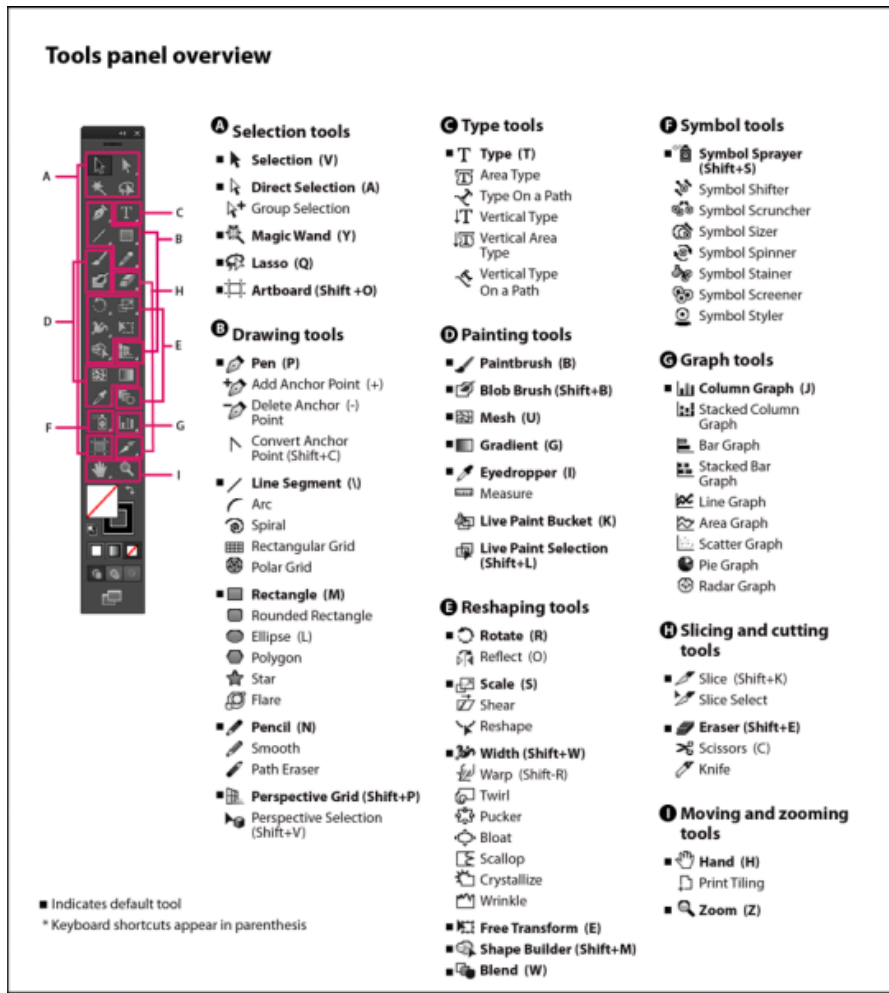 Tools panel overview
A
C
B
H
D
E
F
G
I
A Selection tools
■ Selection (V)
■ Direct Selection (A)
Group Selection
■ Magic Wand (Y)
■ Lasso (Q)
■ Artboard (Shift +O)
B Drawing tools
■ Pen (P)
Add Anchor Point (+)
Delete Anchor (-)
Point
Convert Anchor
Point (Shift+C)
■ Line Segment (\)
Arc
Spiral
Rectangular Grid
Polar Grid
■ Rectangle (M)
Rounded Rectangle
Ellipse (L)
Polygon
Star
Flare
■ Pencil (N)
Smooth
Path Eraser
■ Perspective Grid (Shift+P)
Perspective Selection
(Shift+V)
C Type tools
■ Type (T)
Area Type
Type On a Path
Vertical Type
Vertical Area
Type
Vertical Type
On a Path
D Painting tools
■ Paintbrush (B)
■ Blob Brush (Shift+B)
■ Mesh (U)
■ Gradient (G)
■ Eyedropper (I)
Measure
Live Paint Bucket (K)
Live Paint Selection
(Shift+L)
E Reshaping tools
■ Rotate (R)
Reflect (O)
■ Scale (S)
Shear
Reshape
■ Width (Shift+W)
Warp (Shift-R)
Twirl
Pucker
Bloat
Scallop
Crystallize
Wrinkle
■ Free Transform (E)
■ Shape Builder (Shift+M)
■ Blend (W)
F Symbol tools
■ Symbol Sprayer
(Shift+S)
Symbol Shifter
Symbol Scruncher
Symbol Sizer
Symbol Spinner
Symbol Stainer
Symbol Screener
Symbol Styler
G Graph tools
■ Column Graph (J)
Stacked Column
Graph
Bar Graph
Stacked Bar
Graph
Line Graph
Area Graph
Scatter Graph
Pie Graph
Radar Graph
H Slicing and cutting
tools
■ Slice (Shift+K)
Slice Select
■ Eraser (Shift+E)
Scissors (C)
Knife
I Moving and zooming
tools
■ Hand (H)
Print Tiling
■ Zoom (Z)
■ Indicates default tool
* Keyboard shortcuts appear in parenthesis